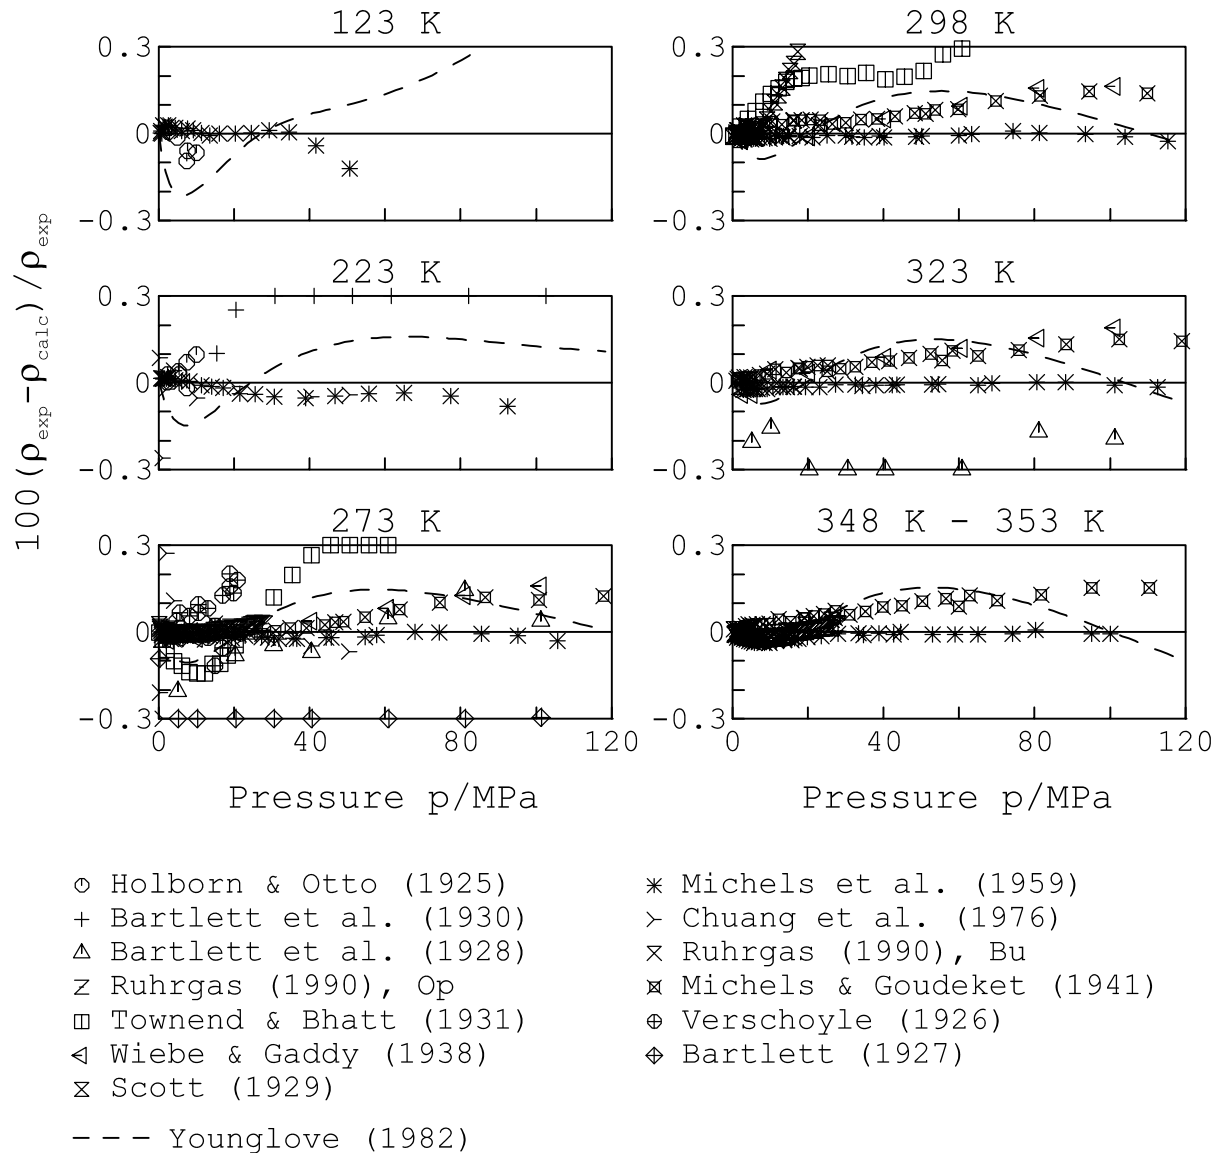 123 K
0.3
0
-0.3
298 K
0.3
0
-0.3
223 K
0.3
0
-0.3
323 K
0.3
0
-0.3
273 K
0.3
0
-0.3
0 40 80 120
Pressure p/MPa
348 K - 353 K
0.3
0
-0.3
0 40 80 120
Pressure p/MPa
100(ρexp-ρcalc)/ρexp
Holborn & Otto (1925)
Bartlett et al. (1930)
Bartlett et al. (1928)
Ruhrgas (1990), Op
Townend & Bhatt (1931)
Wiebe & Gaddy (1938)
Scott (1929)
Younglove (1982)
Michels et al. (1959)
Chuang et al. (1976)
Ruhrgas (1990), Bu
Michels & Goudeket (1941)
Verschoyle (1926)
Bartlett (1927)